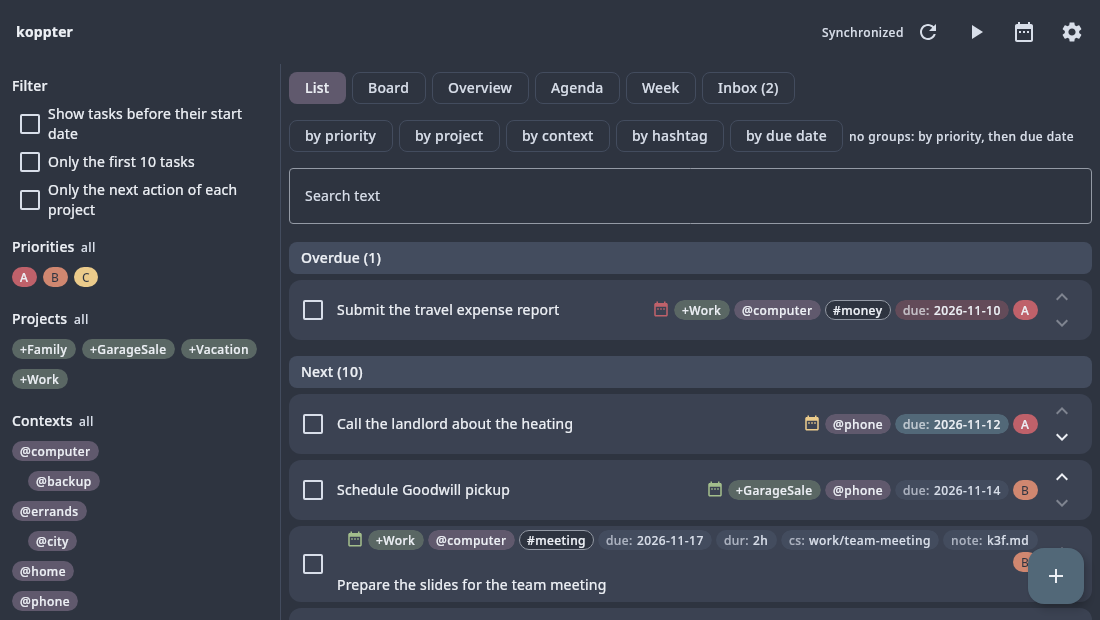 koppter
Synchronized
Filter
Show tasks before their start
date
Only the first 10 tasks
Only the next action of each
project
Priorities all
A B C
Projects all
+Family +GarageSale +Vacation
+Work
Contexts all
@computer
@backup
@errands
@city
@home
@phone
List Board Overview Agenda Week Inbox (2)
by priority by project by context by hashtag by due date no groups: by priority, then due date
Search text
Overdue (1)
Submit the travel expense report +Work @computer #money due: 2026-11-10 A
Next (10)
Call the landlord about the heating @phone due: 2026-11-12 A
Schedule Goodwill pickup +GarageSale @phone due: 2026-11-14 B
+Work @computer #meeting due: 2026-11-17 dur: 2h cs: work/team-meeting note: k3f.md
B
Prepare the slides for the team meeting
+